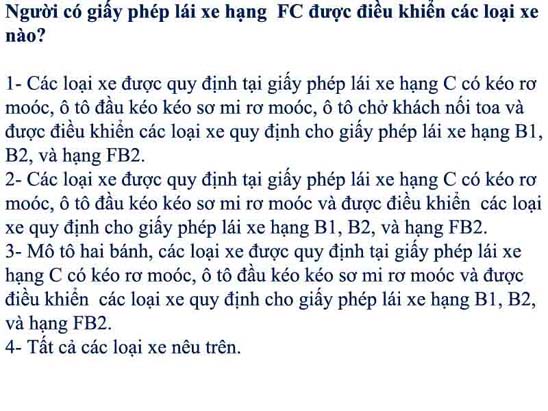 Người có giấy phép lái xe hạng FC được điều khiển các loại xe
nào?
1- Các loại xe được quy định tại giấy phép lái xe hạng C có kéo rơ
moóc, ô tô đầu kéo kéo sơ mi rơ moóc, ô tô chở khách nối toa và
được điều khiển các loại xe quy định cho giấy phép lái xe hạng B1,
B2, và hạng FB2.
2- Các loại xe được quy định tại giấy phép lái xe hạng C có kéo rơ
moóc, ô tô đầu kéo kéo sơ mi rơ moóc và được điều khiển các loại
xe quy định cho giấy phép lái xe hạng B1, B2, và hạng FB2.
3- Mô tô hai bánh, các loại xe được quy định tại giấy phép lái xe
hạng C có kéo rơ moóc, ô tô đầu kéo kéo sơ mi rơ moóc và được
điều khiển các loại xe quy định cho giấy phép lái xe hạng B1, B2,
và hạng FB2.
4- Tất cả các loại xe nêu trên.